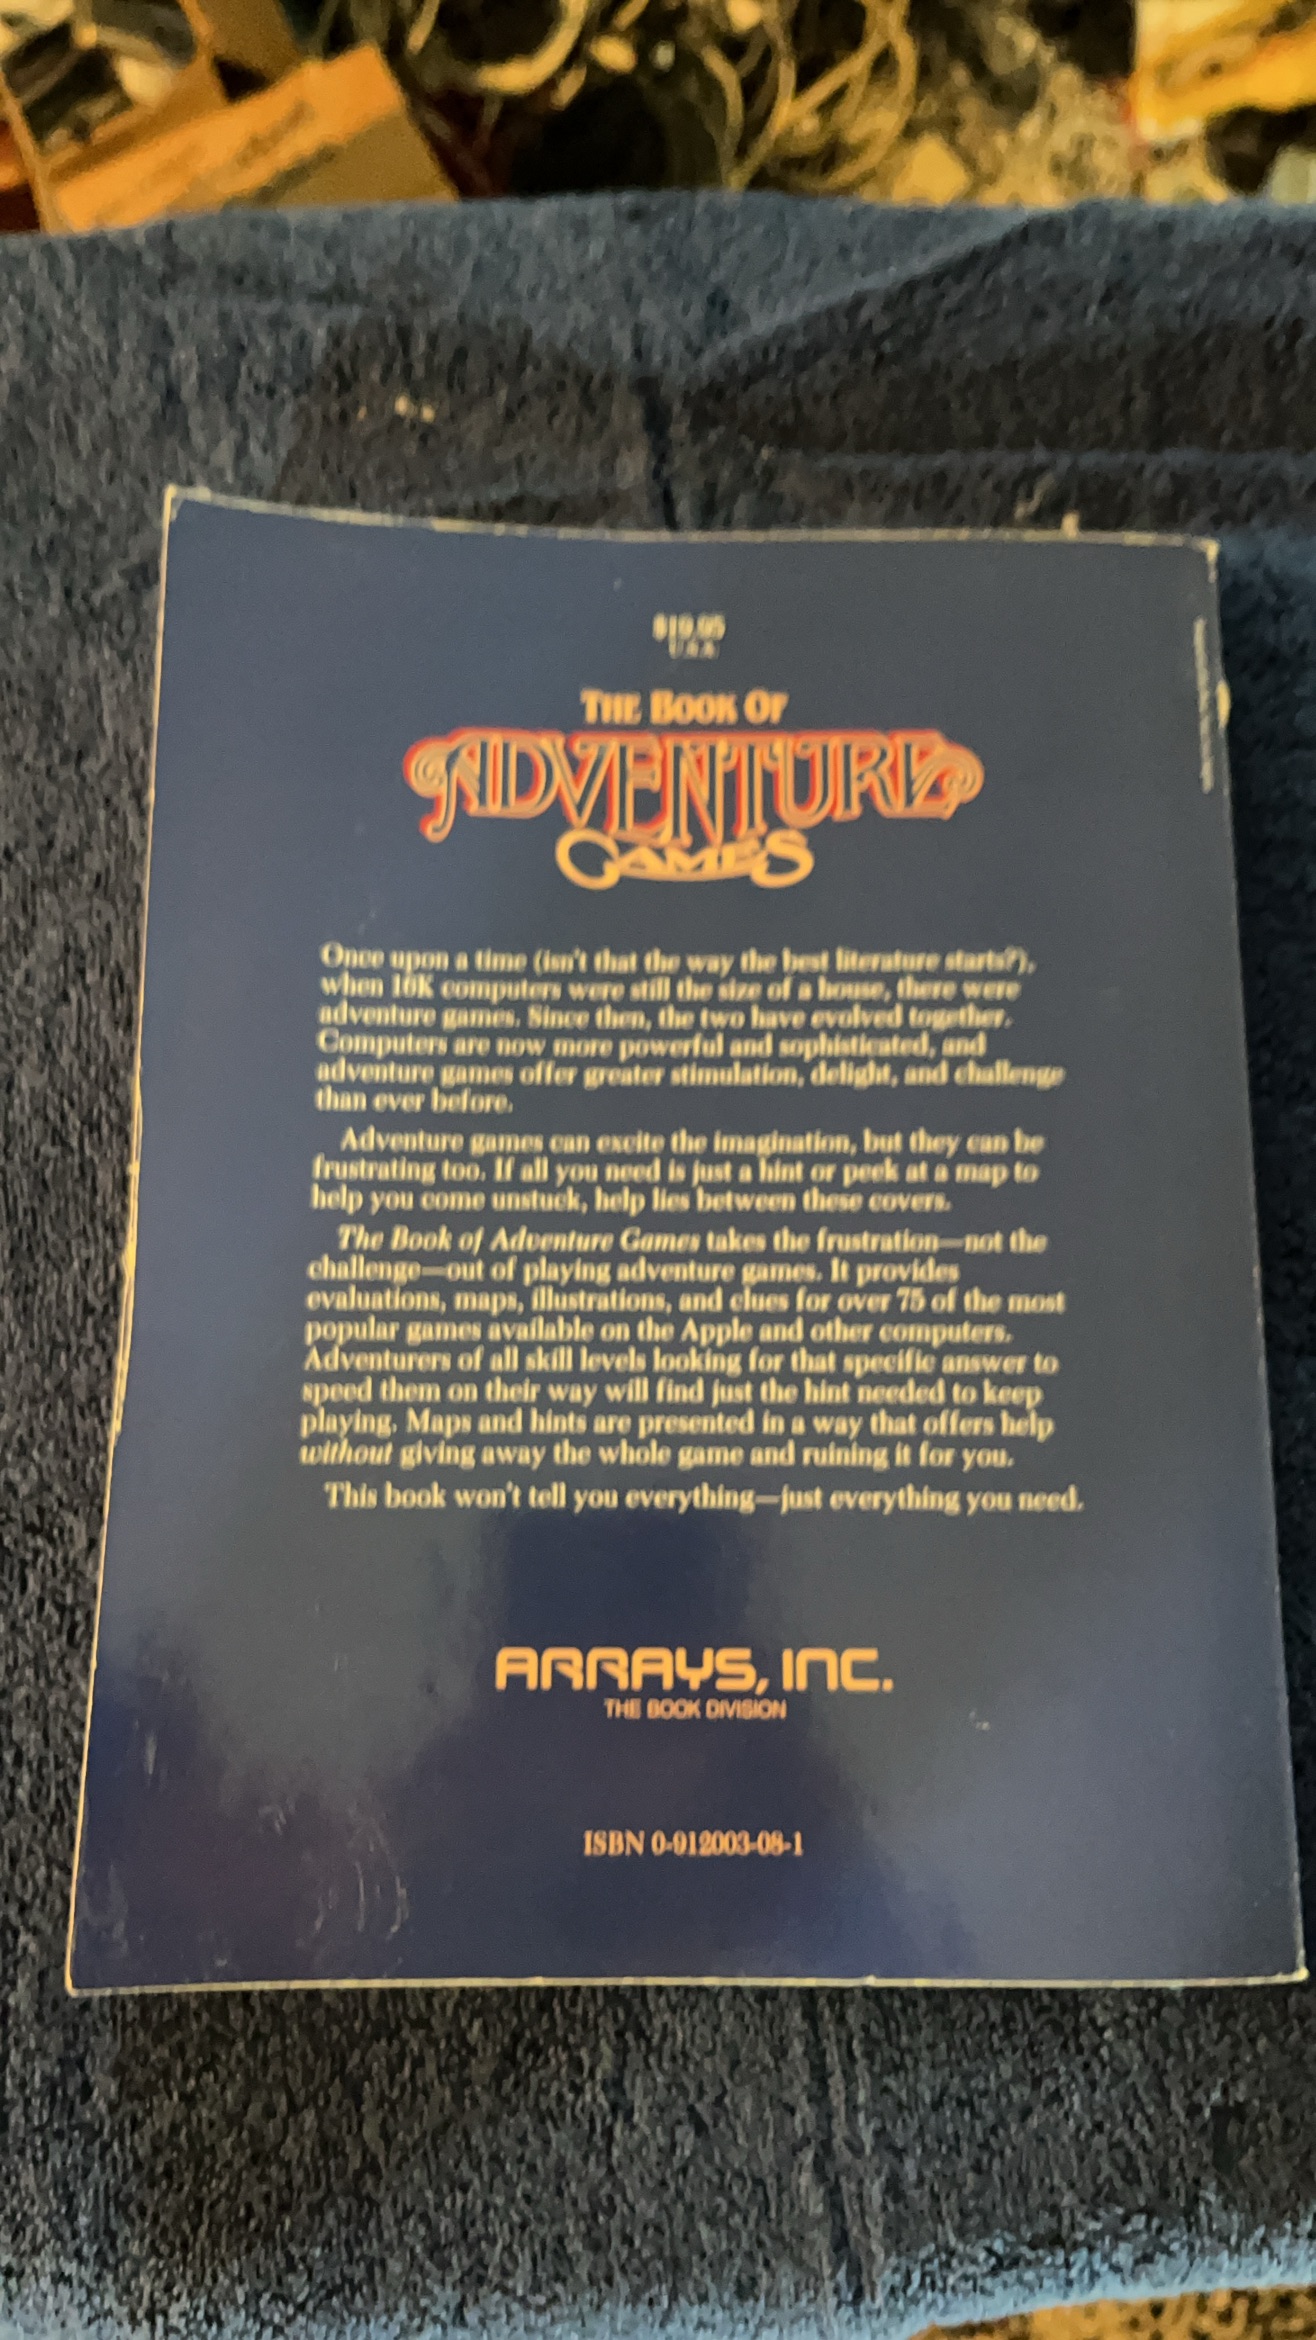 $19.95
U.S.A.
THE BOOK OF
ADVENTURE
GAMES
Once upon a time (isn't that the way the best literature starts?),
when 16K computers were still the size of a house, there were
adventure games. Since then, the two have evolved together.
Computers are now more powerful and sophisticated, and
adventure games offer greater stimulation, delight, and challenge
than ever before.
Adventure games can excite the imagination, but they can be
frustrating too. If all you need is just a hint or peek at a map to
help you come unstuck, help lies between these covers.
The Book of Adventure Games takes the frustration—not the
challenge—out of playing adventure games. It provides
evaluations, maps, illustrations, and clues for over 75 of the most
popular games available on the Apple and other computers.
Adventurers of all skill levels looking for that specific answer to
speed them on their way will find just the hint needed to keep
playing. Maps and hints are presented in a way that offers help
without giving away the whole game and ruining it for you.
This book won't tell you everything—just everything you need.
ARRAYS, INC.
THE BOOK DIVISION
ISBN 0-912003-08-1